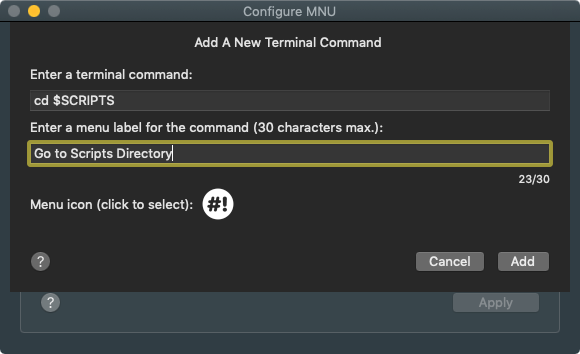 Configure MNU
Add A New Terminal Command
Enter a terminal command:
cd $SCRIPTS
Enter a menu label for the command (30 characters max.):
Go to Scripts Directory
23/30
Menu icon (click to select): #!
? Cancel Add
? Apply